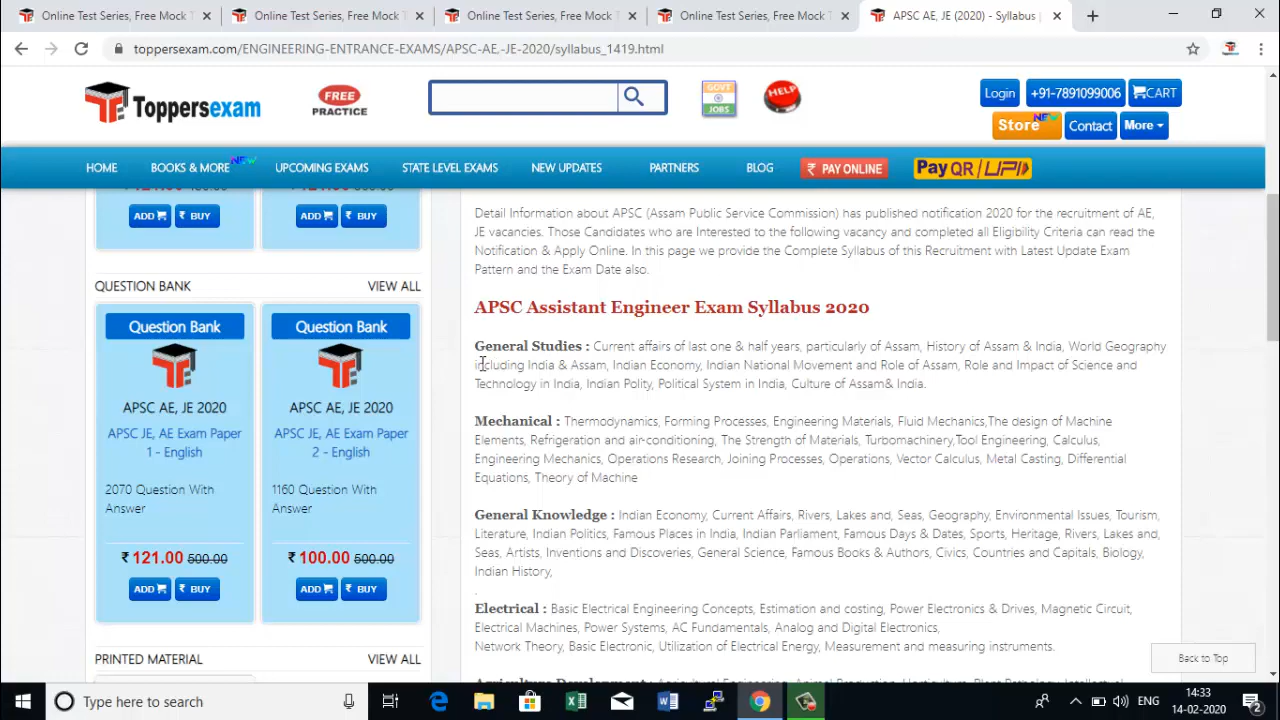 Online Test Series, Free Mock T
Online Test Series, Free Mock T
Online Test Series, Free Mock T
Online Test Series, Free Mock T
APSC AE, JE (2020) - Syllabus
toppersexam.com/ENGINEERING-ENTRANCE-EXAMS/APSC-AE,-JE-2020/syllabus_1419.html
Toppersexam
FREE
PRACTICE
GOVT
JOBS
HELP
Login
+91-7891099006
CART
Store NEW
Contact
More
HOME
BOOKS & MORE NEW
UPCOMING EXAMS
STATE LEVEL EXAMS
NEW UPDATES
PARTNERS
BLOG
₹ PAY ONLINE
Pay QR/UPI
ADD
₹ BUY
ADD
₹ BUY
QUESTION BANK
VIEW ALL
Question Bank
APSC AE, JE 2020
APSC JE, AE Exam Paper
1 - English
2070 Question With
Answer
₹ 121.00 500.00
ADD
₹ BUY
Question Bank
APSC AE, JE 2020
APSC JE, AE Exam Paper
2 - English
1160 Question With
Answer
₹ 100.00 500.00
ADD
₹ BUY
PRINTED MATERIAL
VIEW ALL
Detail Information about APSC (Assam Public Service Commission) has published notification 2020 for the recruitment of AE,
JE vacancies. Those Candidates who are Interested to the following vacancy and completed all Eligibility Criteria can read the
Notification & Apply Online. In this page we provide the Complete Syllabus of this Recruitment with Latest Update Exam
Pattern and the Exam Date also.
APSC Assistant Engineer Exam Syllabus 2020
General Studies : Current affairs of last one & half years, particularly of Assam, History of Assam & India, World Geography
including India & Assam, Indian Economy, Indian National Movement and Role of Assam, Role and Impact of Science and
Technology in India, Indian Polity, Political System in India, Culture of Assam& India.
Mechanical : Thermodynamics, Forming Processes, Engineering Materials, Fluid Mechanics,The design of Machine
Elements, Refrigeration and air-conditioning, The Strength of Materials, Turbomachinery,Tool Engineering, Calculus,
Engineering Mechanics, Operations Research, Joining Processes, Operations, Vector Calculus, Metal Casting, Differential
Equations, Theory of Machine
General Knowledge : Indian Economy, Current Affairs, Rivers, Lakes and, Seas, Geography, Environmental Issues, Tourism,
Literature, Indian Politics, Famous Places in India, Indian Parliament, Famous Days & Dates, Sports, Heritage, Rivers, Lakes and,
Seas, Artists, Inventions and Discoveries, General Science, Famous Books & Authors, Civics, Countries and Capitals, Biology,
Indian History,
.
Electrical : Basic Electrical Engineering Concepts, Estimation and costing, Power Electronics & Drives, Magnetic Circuit,
Electrical Machines, Power Systems, AC Fundamentals, Analog and Digital Electronics,
Network Theory, Basic Electronic, Utilization of Electrical Energy, Measurement and measuring instruments.
Back to Top
Type here to search
ENG
14:33
14-02-2020
2